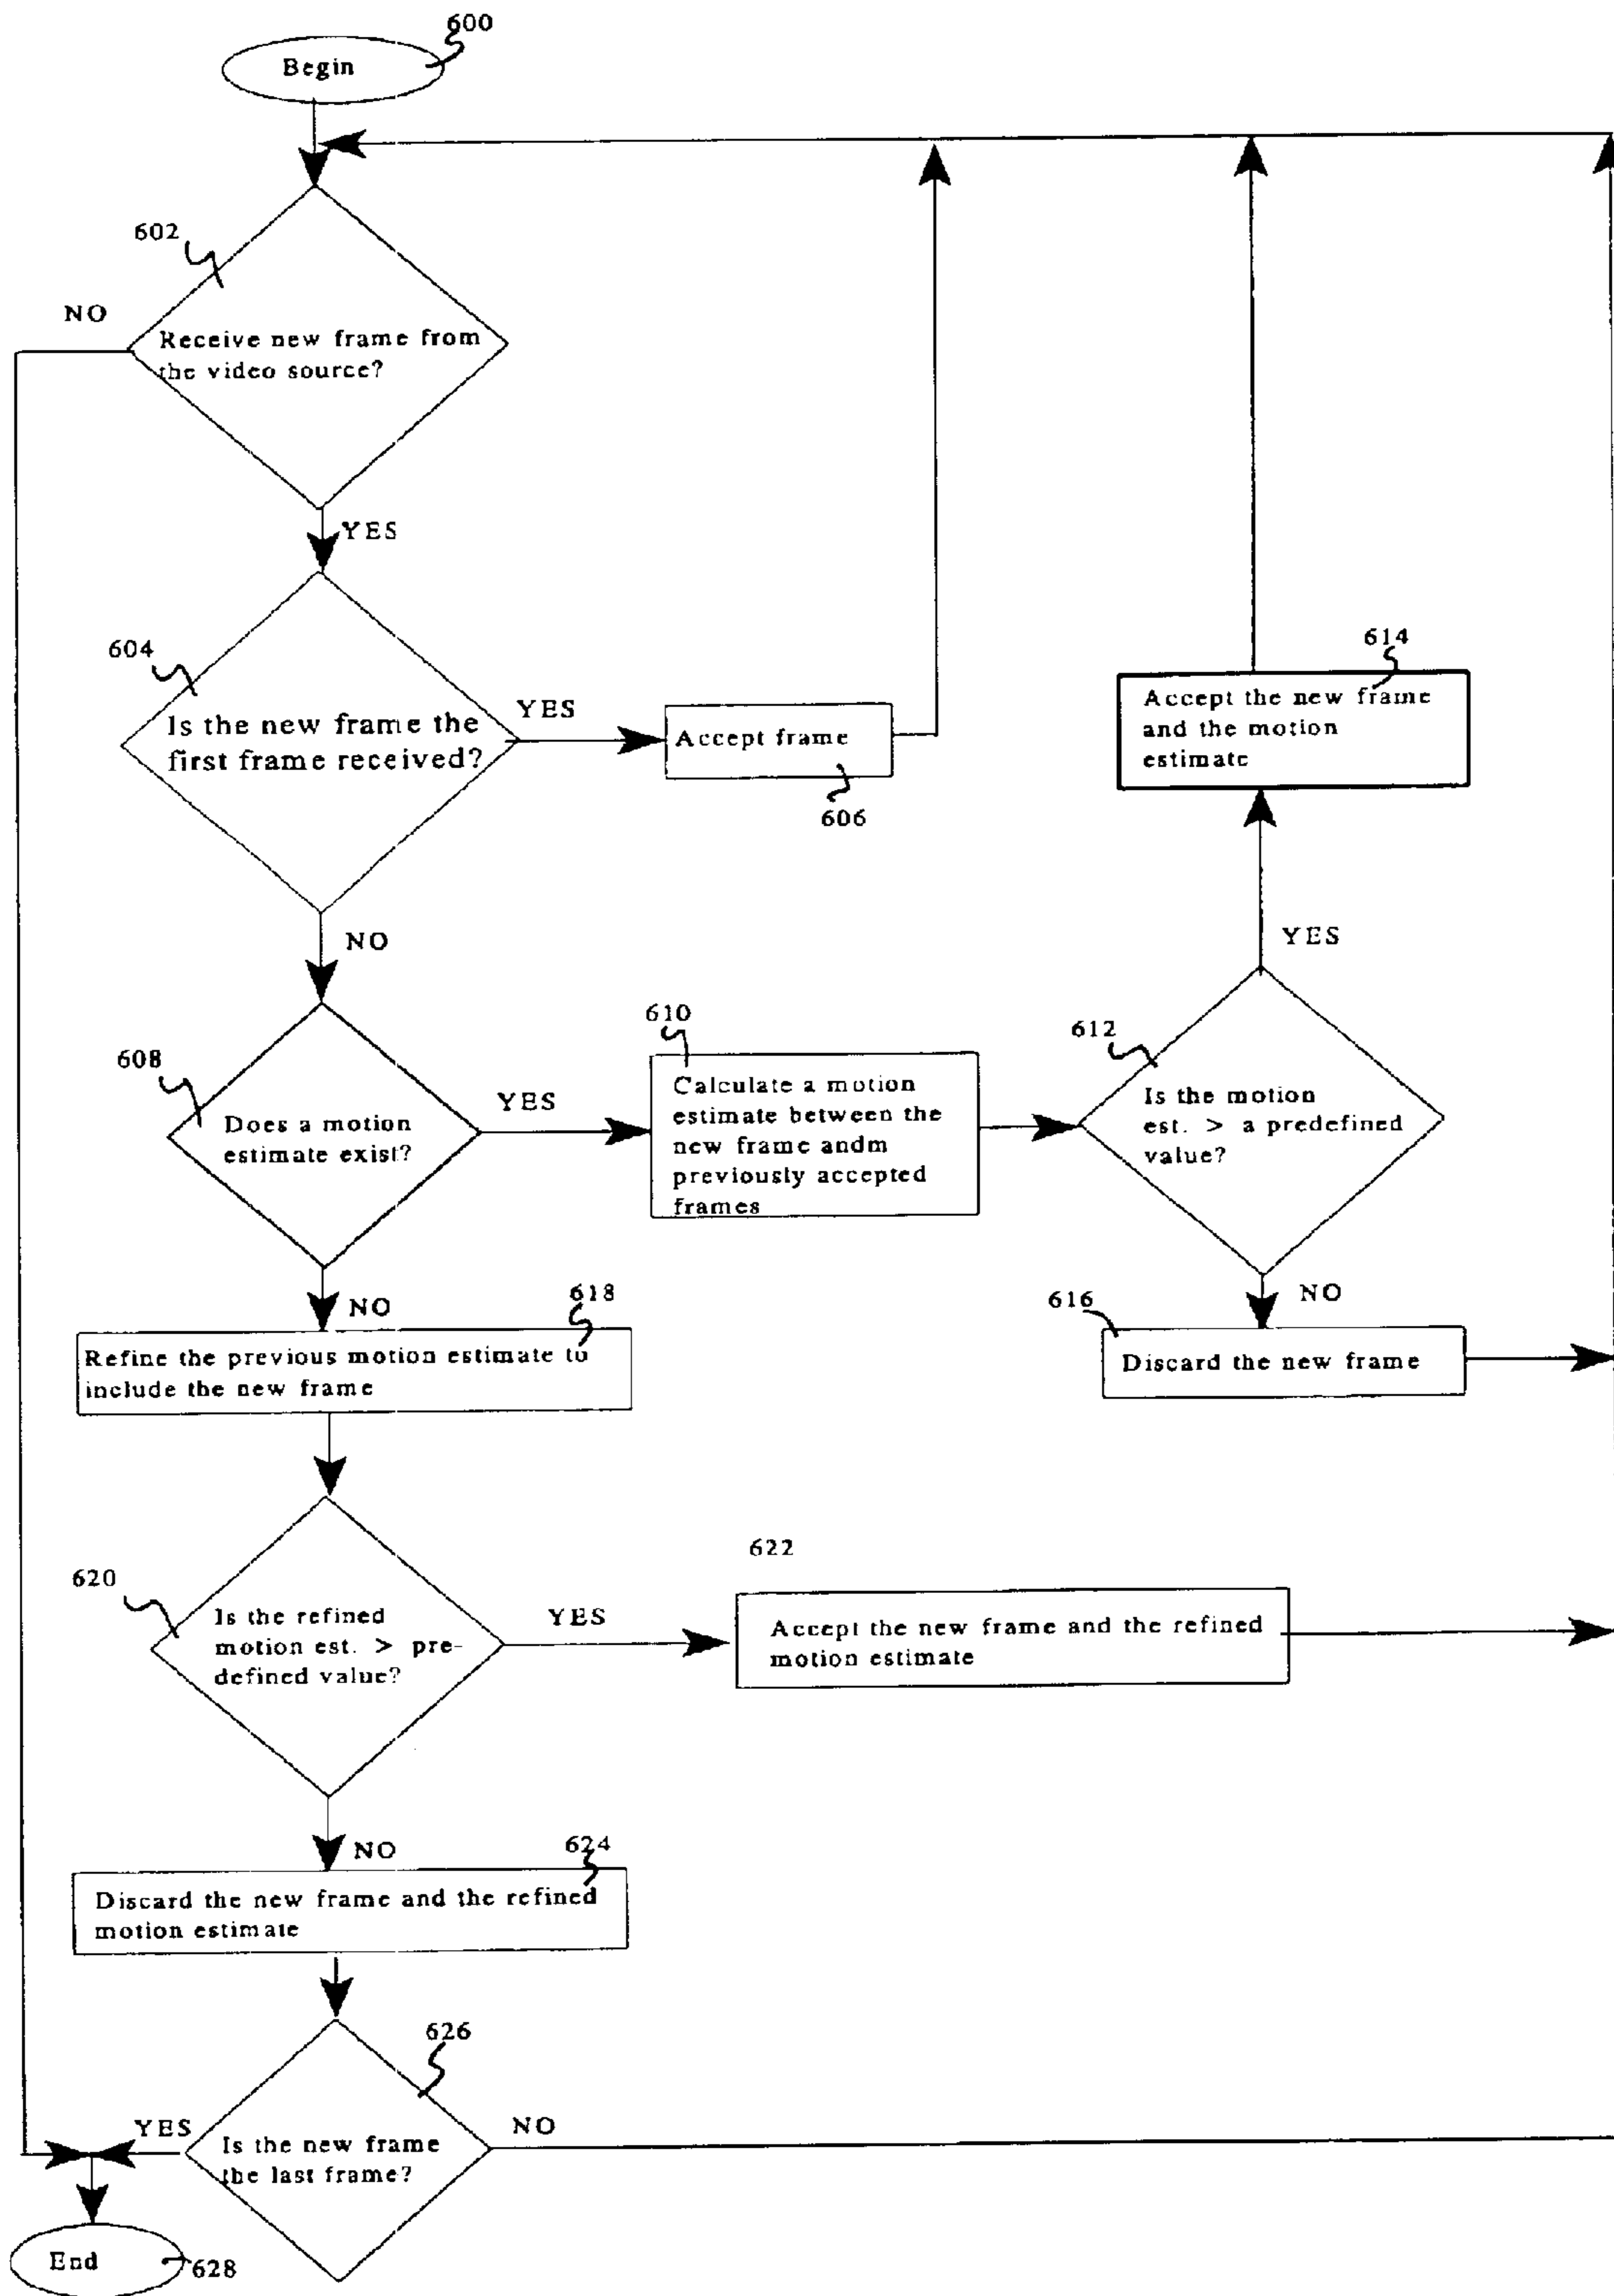 600
Begin
602
NO
Receive new frame from
the video source?
YES
604
Is the new frame the
first frame received?
YES
Accept frame
606
614
Accept the new frame
and the motion
estimate
NO
YES
608
Does a motion
estimate exist?
YES
610
Calculate a motion
estimate between the
new frame andm
previously accepted
frames
612
Is the motion
est. > a predefined
value?
NO
618
Refine the previous motion estimate to
include the new frame
NO
616
Discard the new frame
620
Is the refined
motion est. > pre-
defined value?
YES
622
Accept the new frame and the refined
motion estimate
NO
624
Discard the new frame and the refined
motion estimate
626
YES
Is the new frame
the last frame?
NO
End
628